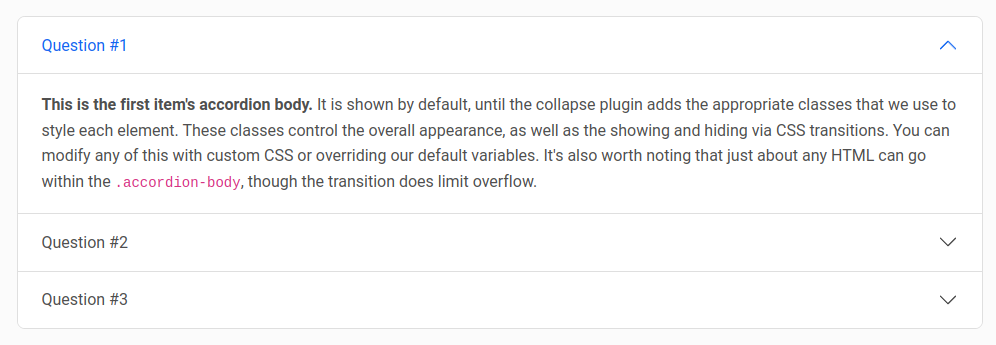 Question #1
This is the first item's accordion body. It is shown by default, until the collapse plugin adds the appropriate classes that we use to
style each element. These classes control the overall appearance, as well as the showing and hiding via CSS transitions. You can
modify any of this with custom CSS or overriding our default variables. It's also worth noting that just about any HTML can go
within the .accordion-body, though the transition does limit overflow.
Question #2
Question #3